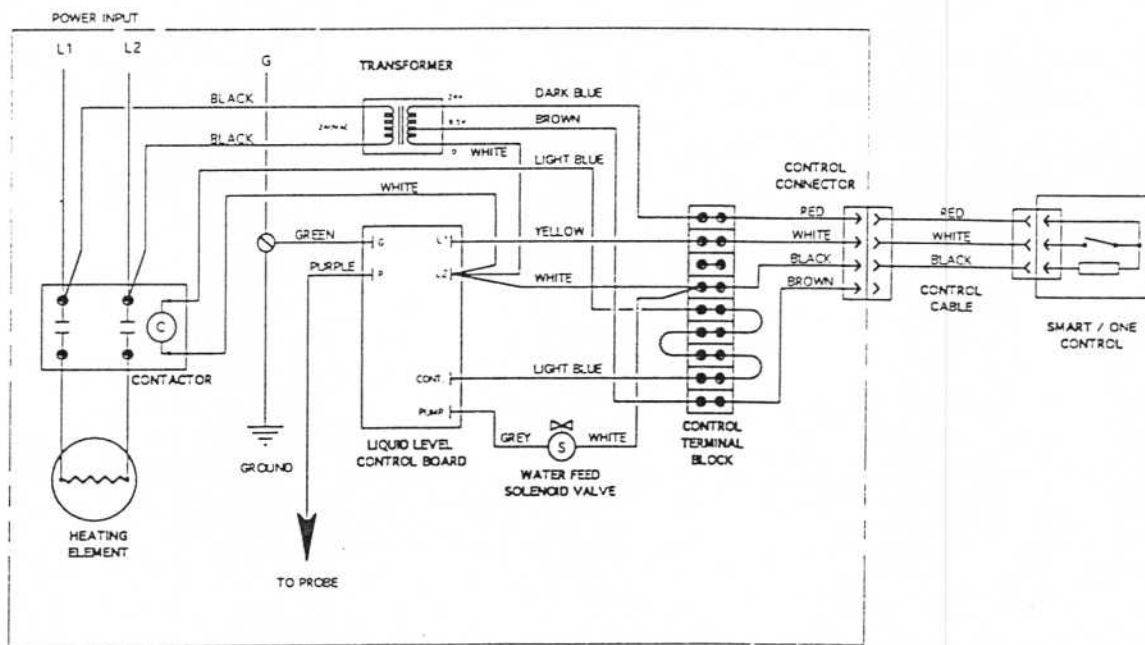 POWER INPUT
L1
L2
G
TRANSFORMER
BLACK
BLACK
DARK BLUE
BROWN
WHITE
LIGHT BLUE
WHITE
CONTROL
CONNECTOR
RED
RED
WHITE
WHITE
BLACK
BLACK
BROWN
CONTROL
CABLE
SMART / ONE
CONTROL
GREEN
G
L1
YELLOW
PURPLE
P
L2
WHITE
C
CONTACTOR
CONT.
LIGHT BLUE
PUMP
GREY
S
WHITE
CONTROL
TERMINAL
BLOCK
LIQUID LEVEL
CONTROL BOARD
WATER FEED
SOLENOID VALVE
GROUND
HEATING
ELEMENT
TO PROBE